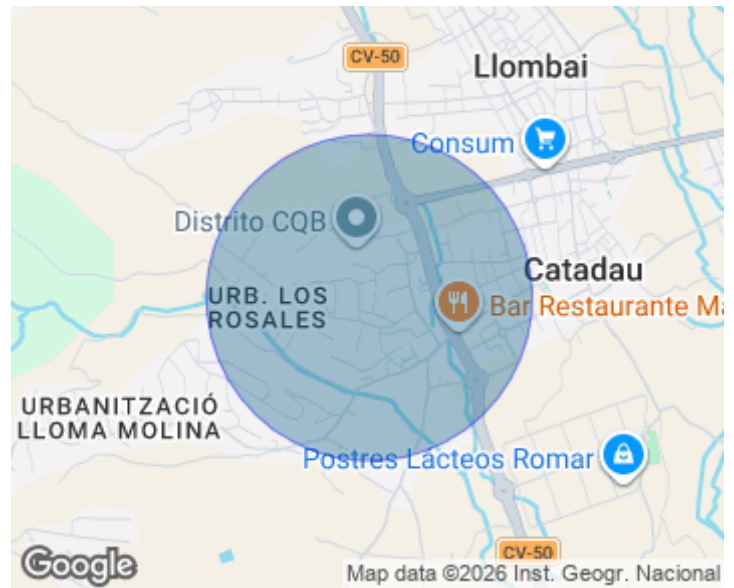 CV-50
Llombai
Consum
Distrito CQB
Catadau
URB. LOS
ROSALES
Bar Restaurante Ma
URBANITZACIÓ
LLOMA MOLINA
Postres Lácteos Romar
CV-50
Google
Map data ©2026 Inst. Geogr. Nacional